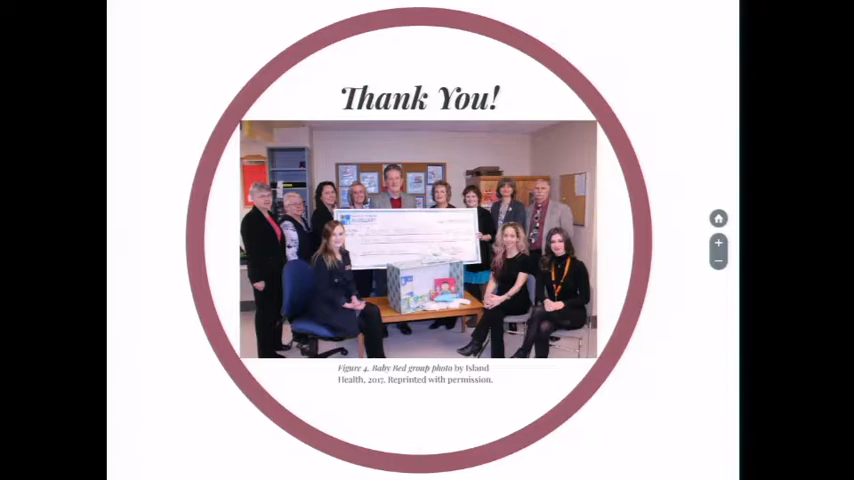 Thank You!
Figure 4. Baby Bed group photo by Island
Health, 2017. Reprinted with permission.